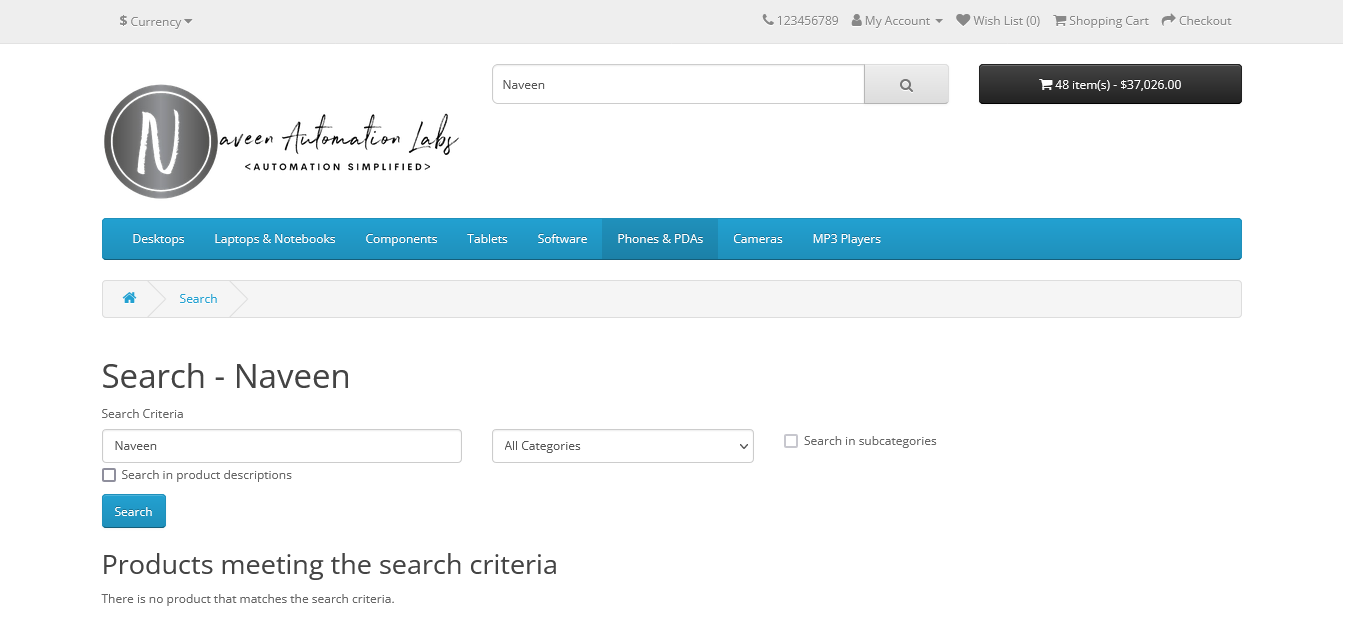 $ Currency
123456789 My Account Wish List (0) Shopping Cart Checkout
Naveen
48 item(s) - $37,026.00
Naveen Automation Labs
<AUTOMATION SIMPLIFIED>
Desktops Laptops & Notebooks Components Tablets Software Phones & PDAs Cameras MP3 Players
Search
Search - Naveen
Search Criteria
Naveen All Categories Search in subcategories
Search in product descriptions
Search
Products meeting the search criteria
There is no product that matches the search criteria.